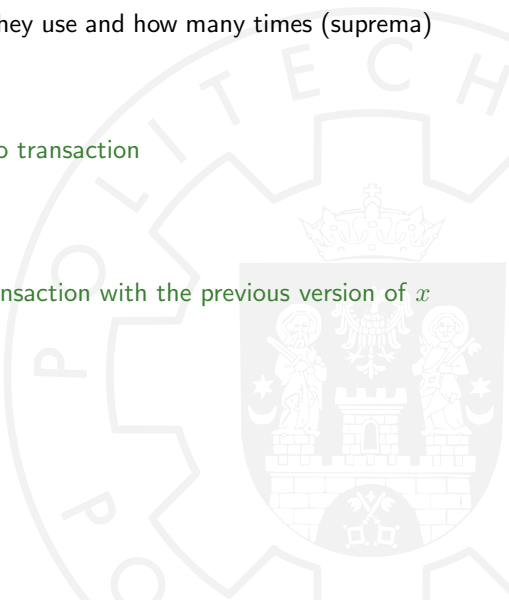 hey use and how many times (suprema)
o transaction
nsaction with the previous version of x
P O P O L I T E C H